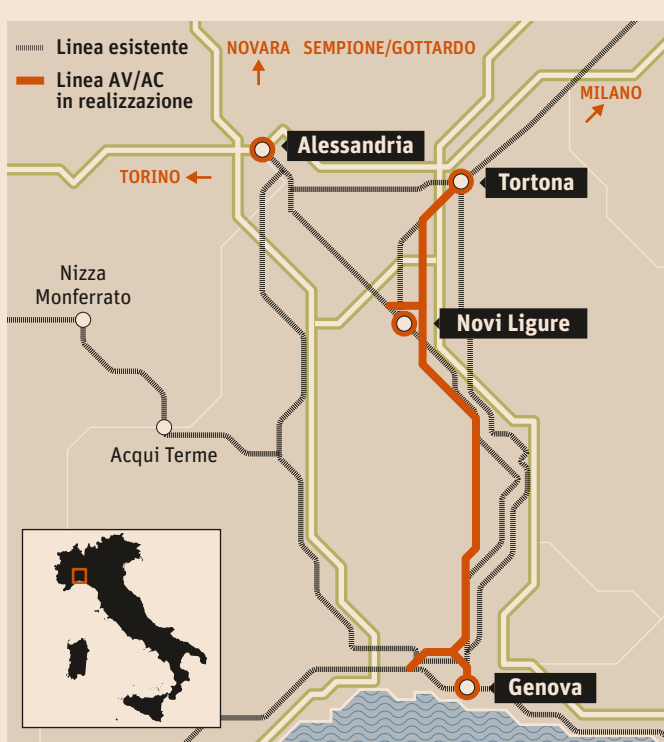 Linea esistente
Linea AV/AC
in realizzazione
NOVARA SEMPIONE/GOTTARDO
MILANO
Alessandria
TORINO
Tortona
Nizza
Monferrato
Novi Ligure
Acqui Terme
Genova